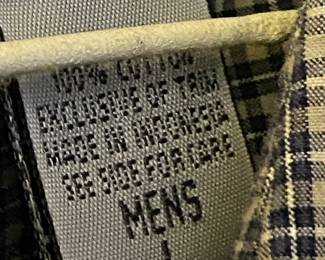 100% COTTON
EXCLUSIVE OF TRIM
MADE IN INDONESIA
SEE SIDE FOR CARE
MENS